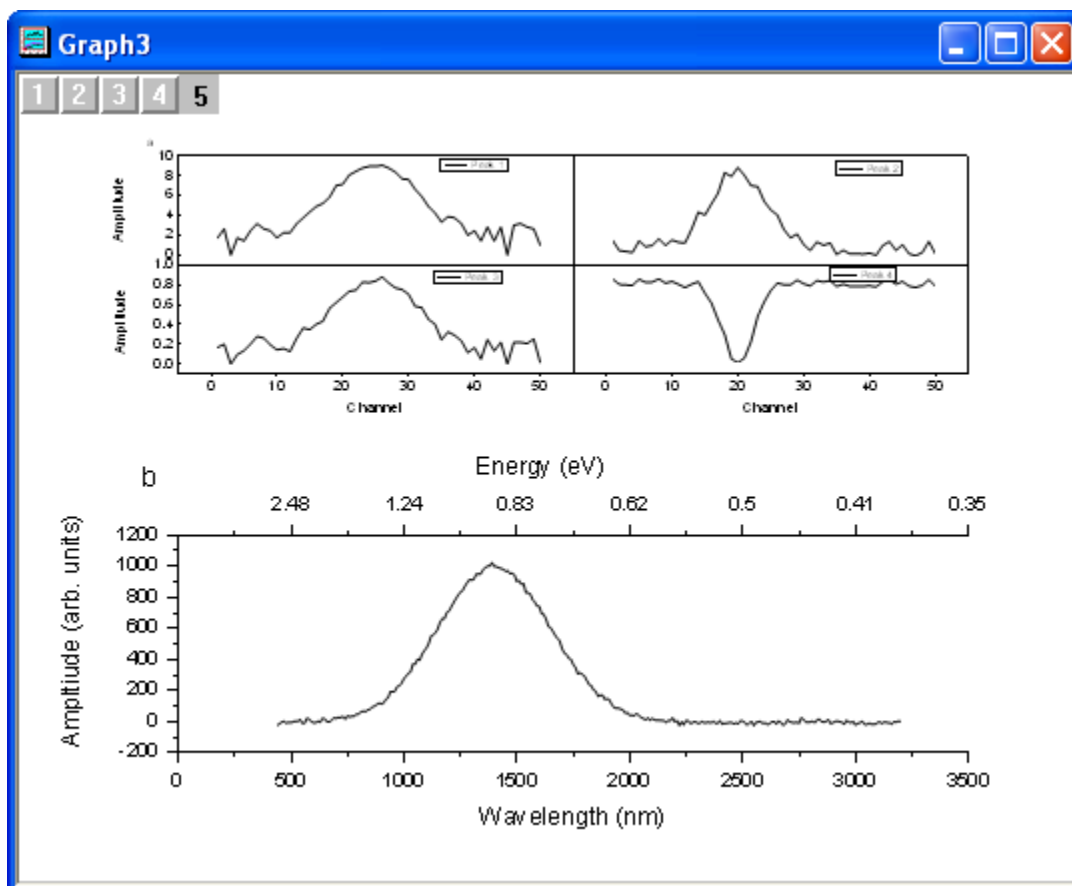 Graph3
1 2 3 4 5
a
10 8 6 4 2 0
Amplitude
Peak 1
Peak 2
1.0 0.8 0.6 0.4 0.2 0.0
Amplitude
Peak 3
Peak 4
0 10 20 30 40 50
0 10 20 30 40 50
Channel
Channel
b
Energy (eV)
2.48 1.24 0.83 0.62 0.5 0.41 0.35
1200 1000 800 600 400 200 0 -200
Ampltiude (arb. units)
0 500 1000 1500 2000 2500 3000 3500
Wavelength (nm)